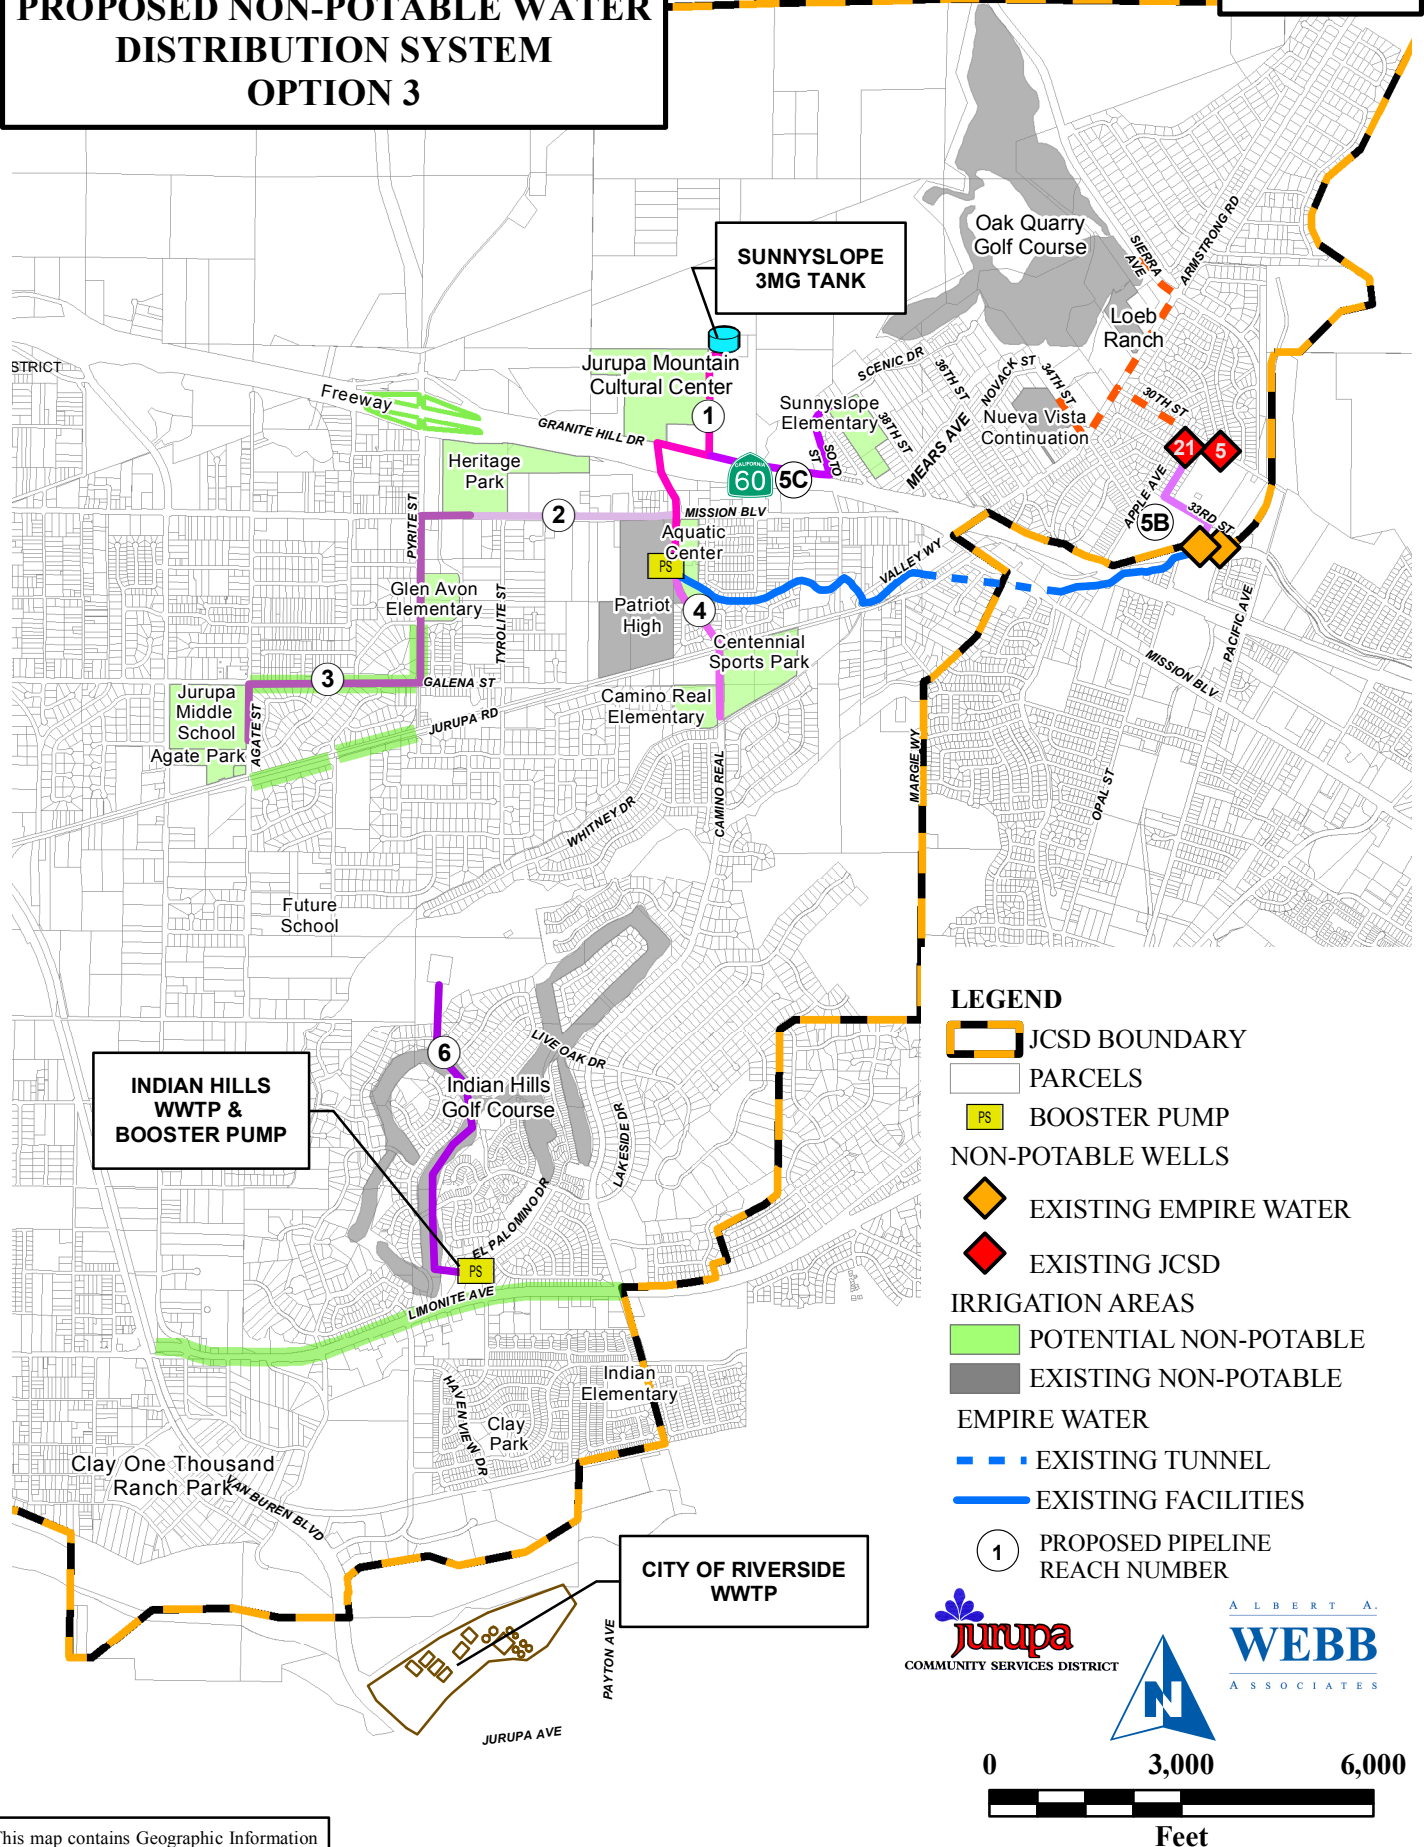 PROPOSED NON-POTABLE WATER
DISTRIBUTION SYSTEM
OPTION 3
SUNNYSLOPE
3MG TANK
Oak Quarry
Golf Course
SIERRA
AVE
ARMSTRONG RD
Loeb
Ranch
STRICT
Freeway
Jurupa Mountain
Cultural Center
1
GRANITE HILL DR
SCENIC DR
36TH ST
NOVACK ST
34TH ST
30TH ST
Sunnyslope
Elementary
38TH ST
MEARS AVE
Nueva Vista
Continuation
SOTO
ST
CALIFORNIA
60
5C
21
5
APPLE AVE
33RD ST
5B
Heritage
Park
2
MISSION BLV
PYRITE ST
Aquatic
Center
PS
VALLEY WY
Glen Avon
Elementary
TYROLITE ST
Patriot
High
4
Centennial
Sports Park
PACIFIC AVE
MISSION BLV
3
GALENA ST
Jurupa
Middle
School
AGATE ST
Agate Park
JURUPA RD
Camino Real
Elementary
CAMINO REAL
MARGIE WY
OPAL ST
WHITNEY DR
Future
School
6
LIVE OAK DR
Indian Hills
Golf Course
LAKESIDE DR
INDIAN HILLS
WWTP &
BOOSTER PUMP
EL PALOMINO DR
PS
LIMONITE AVE
Indian
Elementary
HAVENVIEW DR
Clay
Park
Clay One Thousand
Ranch Park
VAN BUREN BLVD
CITY OF RIVERSIDE
WWTP
PAYTON AVE
JURUPA AVE
LEGEND
JCSD BOUNDARY
PARCELS
PS BOOSTER PUMP
NON-POTABLE WELLS
EXISTING EMPIRE WATER
EXISTING JCSD
IRRIGATION AREAS
POTENTIAL NON-POTABLE
EXISTING NON-POTABLE
EMPIRE WATER
EXISTING TUNNEL
EXISTING FACILITIES
1 PROPOSED PIPELINE
REACH NUMBER
jurupa
COMMUNITY SERVICES DISTRICT
ALBERT A.
WEBB
ASSOCIATES
N
0 3,000 6,000
Feet
This map contains Geographic Information